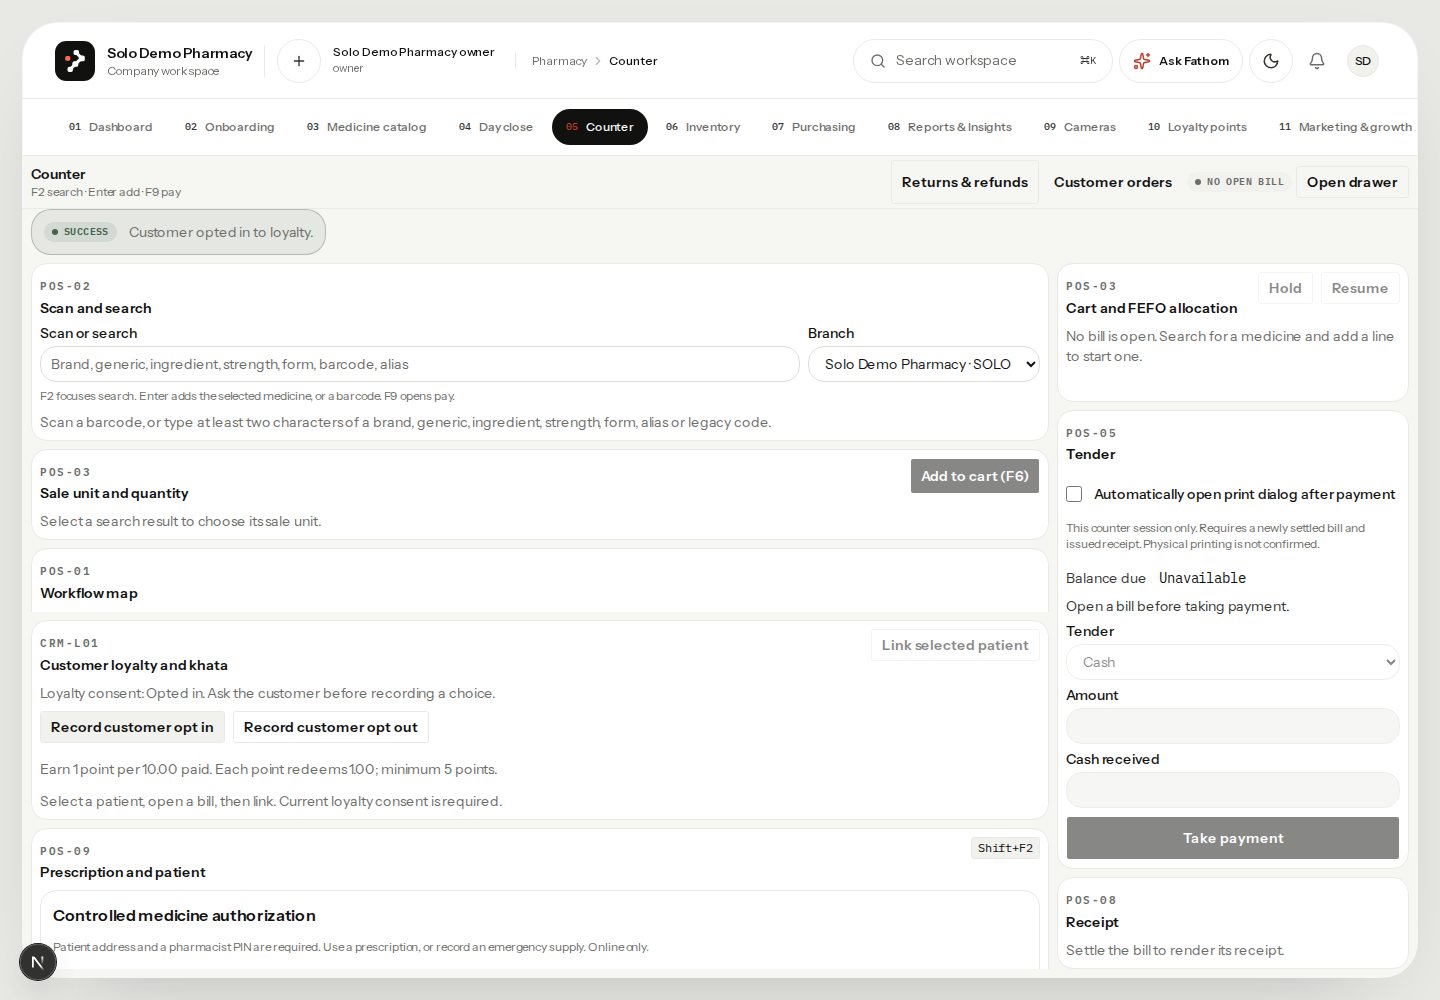 Solo Demo Pharmacy
Company workspace
Solo Demo Pharmacy owner
owner
Pharmacy > Counter
Search workspace ⌘K
Ask Fathom
SD
01 Dashboard
02 Onboarding
03 Medicine catalog
04 Day close
05 Counter
06 Inventory
07 Purchasing
08 Reports & Insights
09 Cameras
10 Loyalty points
11 Marketing & growth
Counter
F2 search · Enter add · F9 pay
Returns & refunds
Customer orders
NO OPEN BILL
Open drawer
SUCCESS Customer opted in to loyalty.
POS-02
Scan and search
Scan or search
Branch
Brand, generic, ingredient, strength, form, barcode, alias
Solo Demo Pharmacy · SOLO
F2 focuses search. Enter adds the selected medicine, or a barcode. F9 opens pay.
Scan a barcode, or type at least two characters of a brand, generic, ingredient, strength, form, alias or legacy code.
POS-03
Sale unit and quantity
Add to cart (F6)
Select a search result to choose its sale unit.
POS-01
Workflow map
CRM-L01
Customer loyalty and khata
Link selected patient
Loyalty consent: Opted in. Ask the customer before recording a choice.
Record customer opt in
Record customer opt out
Earn 1 point per 10.00 paid. Each point redeems 1.00; minimum 5 points.
Select a patient, open a bill, then link. Current loyalty consent is required.
POS-09
Prescription and patient
Shift+F2
Controlled medicine authorization
Patient address and a pharmacist PIN are required. Use a prescription, or record an emergency supply. Online only.
N
POS-03
Cart and FEFO allocation
Hold
Resume
No bill is open. Search for a medicine and add a line
to start one.
POS-05
Tender
Automatically open print dialog after payment
This counter session only. Requires a newly settled bill and
issued receipt. Physical printing is not confirmed.
Balance due Unavailable
Open a bill before taking payment.
Tender
Cash
Amount
Cash received
Take payment
POS-08
Receipt
Settle the bill to render its receipt.